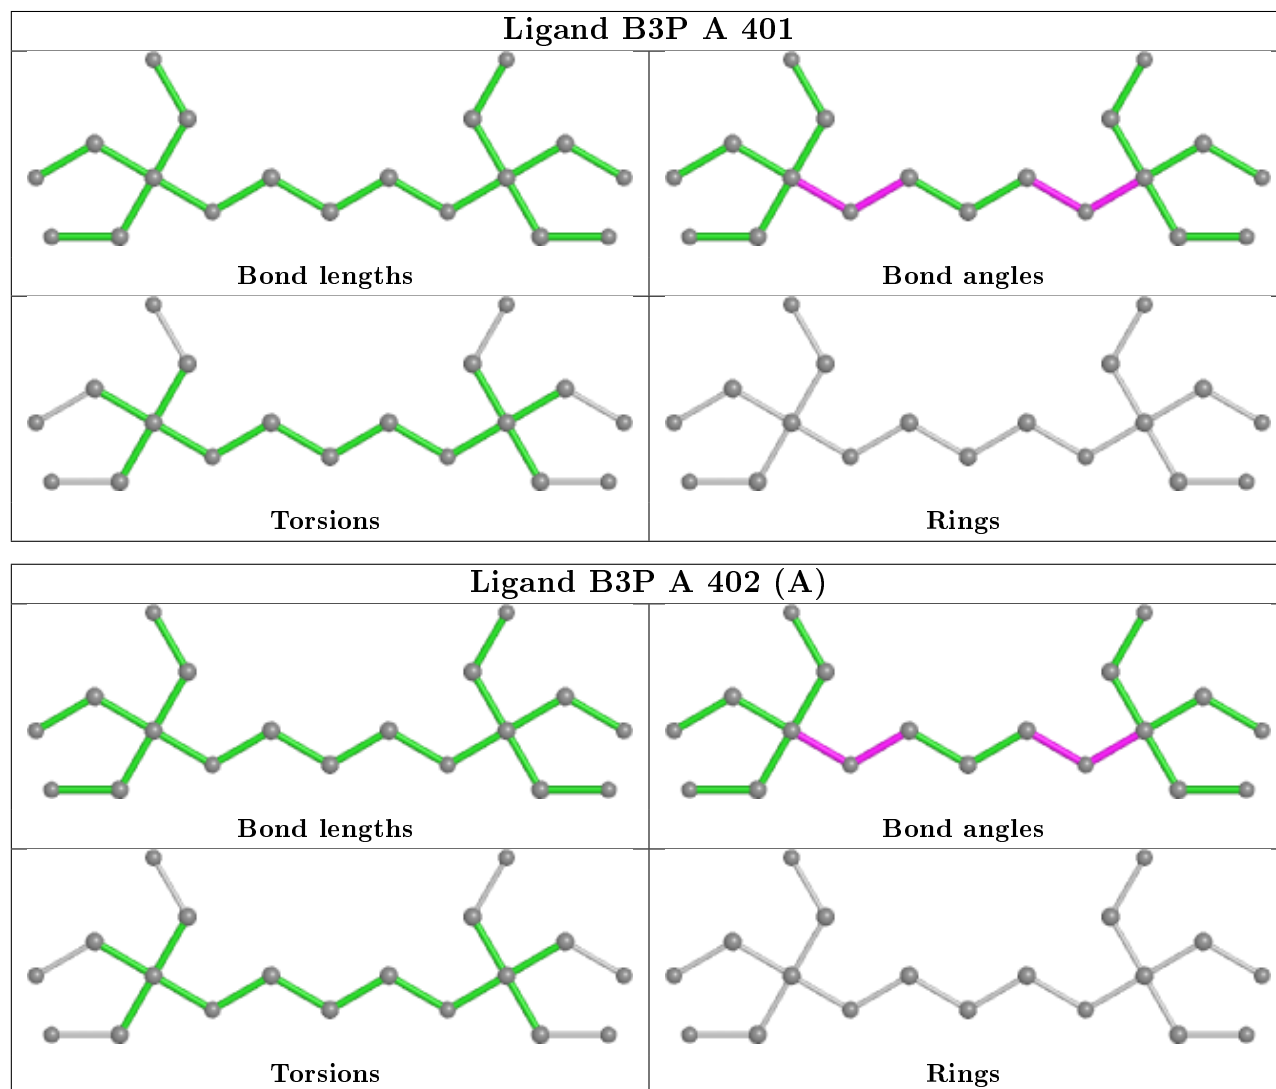 Ligand B3P A 401
Bond lengths
Bond angles
Torsions
Rings
Ligand B3P A 402 (A)
Bond lengths
Bond angles
Torsions
Rings